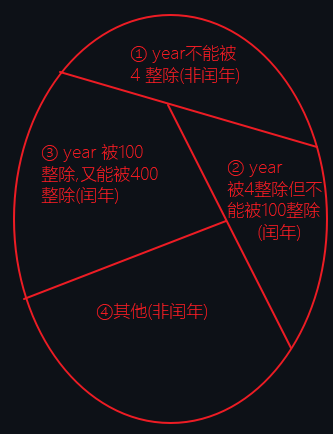 ① year不能被
4 整除(非闰年)
③ year 被100
整除,又能被400
整除(闰年)
② year
被4整除但不
能被100整除
(闰年)
④其他(非闰年)